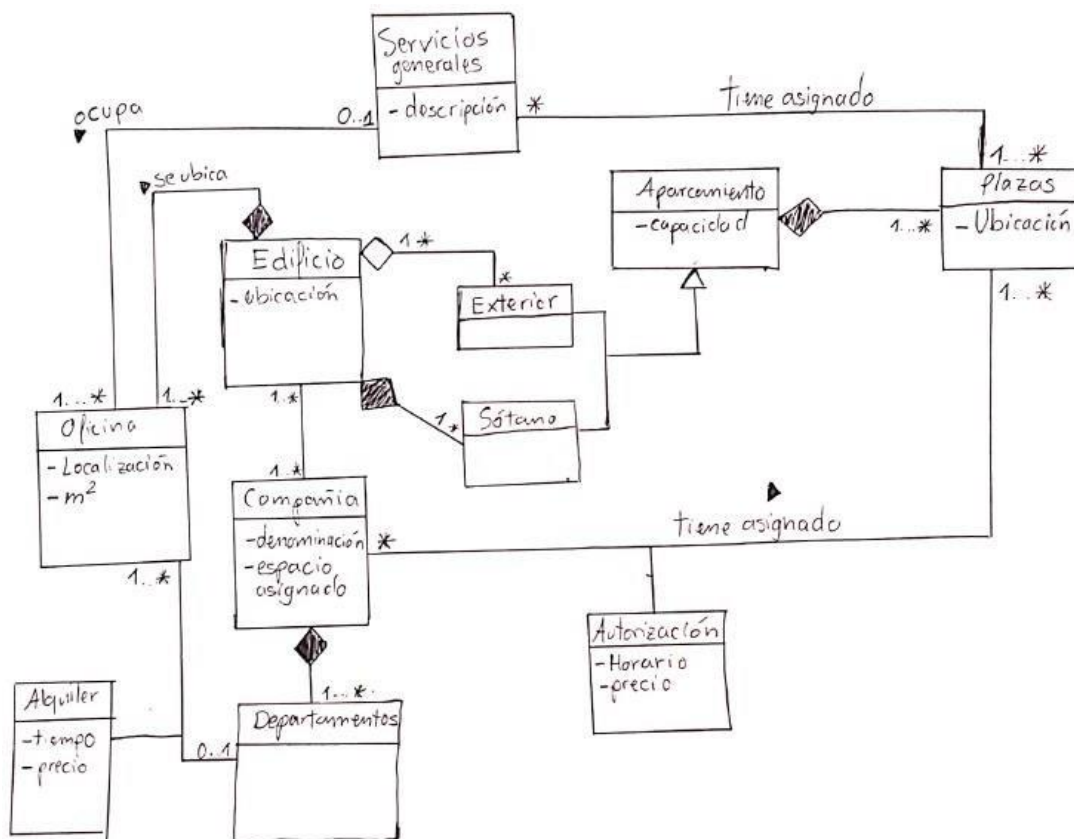 Servicios
generales
- descripción
ocupa
0..1
*
tiene asignado
1...*
se ubica
Aparcamiento
- capacidad
1...*
Plazas
- Ubicación
1...*
Edificio
- ubicación
1..*
*
Exterior
1..*
Sótano
1...*
1..*
Oficina
- Localización
- m²
1..*
1..*
1..*
Compañia
- denominación
- espacio
asignado
*
tiene asignado
Autorización
- Horario
- precio
1...*
Departamentos
0..1
Alquiler
- tiempo
- precio